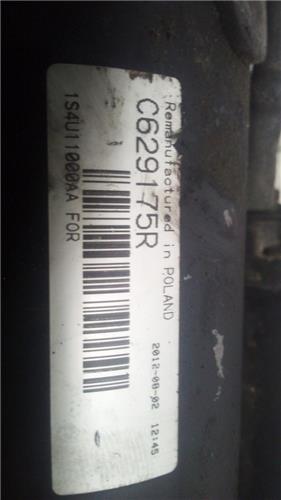 Remanufactured in POLAND
C629175R
1S4U11000AA FOR
2012-08-02 12:45